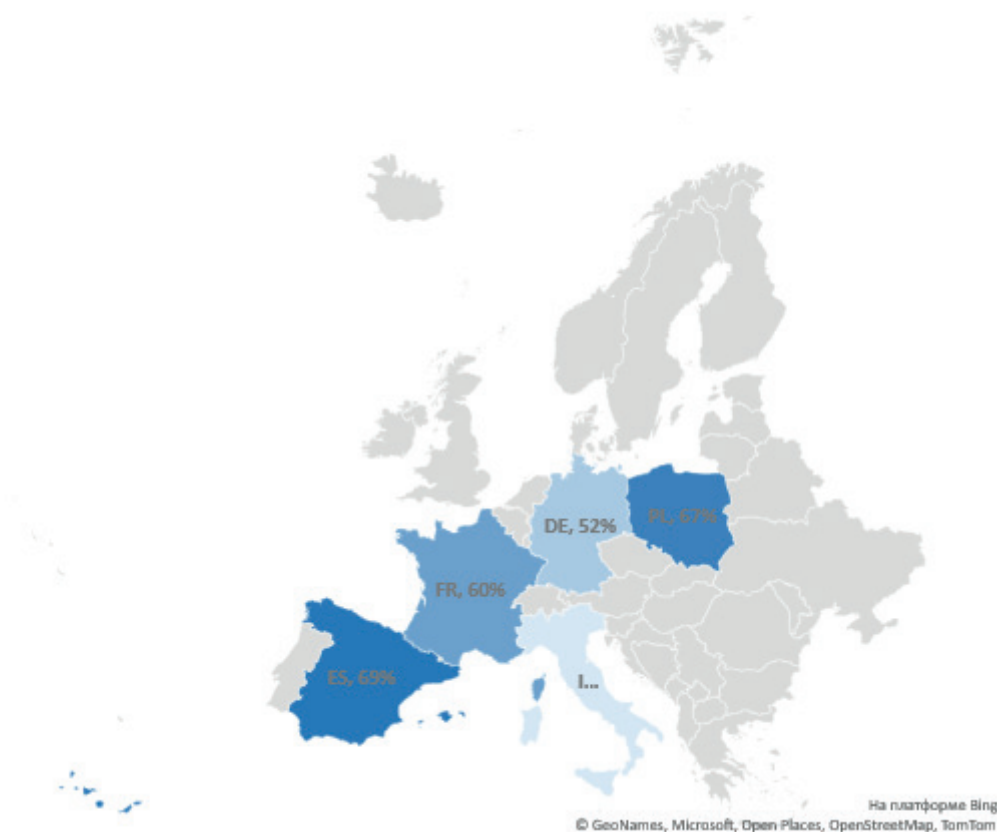 DE, 52%
PL, 67%
FR, 60%
ES, 69%
I...
На платформе Bing
© GeoNames, Microsoft, Open Places, OpenStreetMap, TomTom